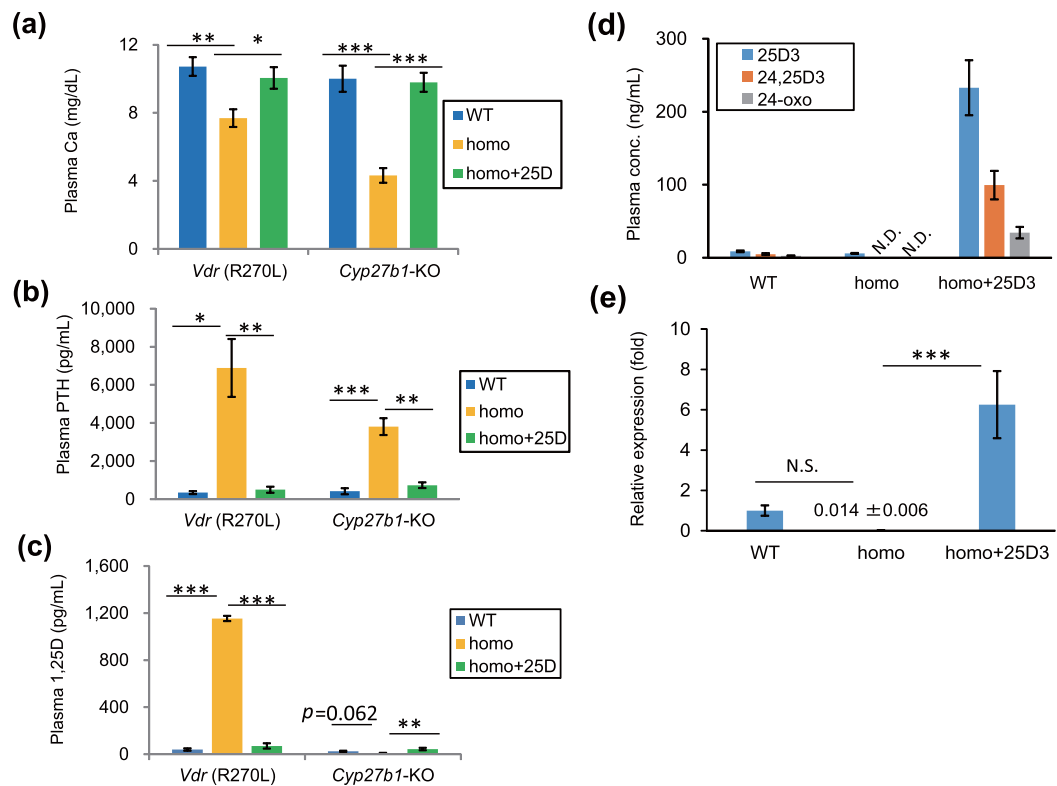 (a)
** * *** ***
12
8
4
0
Plasma Ca (mg/dL)
Vdr (R270L) Cyp27b1-KO
WT
homo
homo+25D
(b)
* ** *** **
10,000
8,000
6,000
4,000
2,000
0
Plasma PTH (pg/mL)
Vdr (R270L) Cyp27b1-KO
WT
homo
homo+25D
(c)
*** *** p=0.062 **
1,600
1,200
800
400
0
Plasma 1,25D (pg/mL)
Vdr (R270L) Cyp27b1-KO
WT
homo
homo+25D
(d)
300
200
100
0
Plasma conc. (ng/mL)
25D3
24,25D3
24-oxo
N.D. N.D.
WT homo homo+25D3
(e)
10
8
6
4
2
0
Relative expression (fold)
***
N.S.
0.014 ±0.006
WT homo homo+25D3